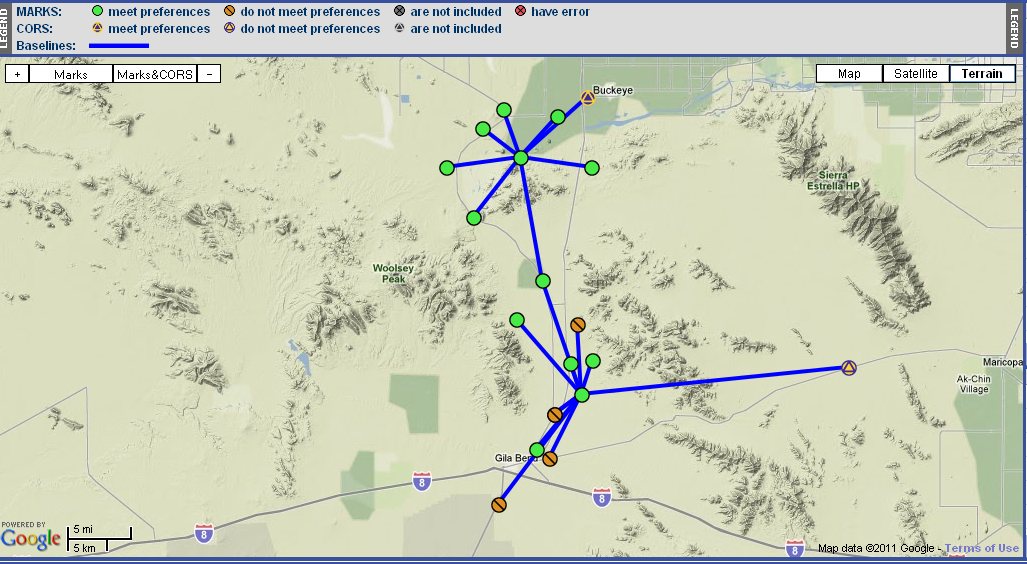 LEGEND
MARKS: meet preferences do not meet preferences are not included have error
CORS: meet preferences do not meet preferences are not included
Baselines:
LEGEND
+ Marks Marks&CORS -
Map Satellite Terrain
Buckeye
Sierra
Estrella HP
Woolsey
Peak
Maricopa
Ak-Chin
Village
Gila Bend
8
8
8
8
5 mi
5 km
POWERED BY
Google
Map data ©2011 Google - Terms of Use